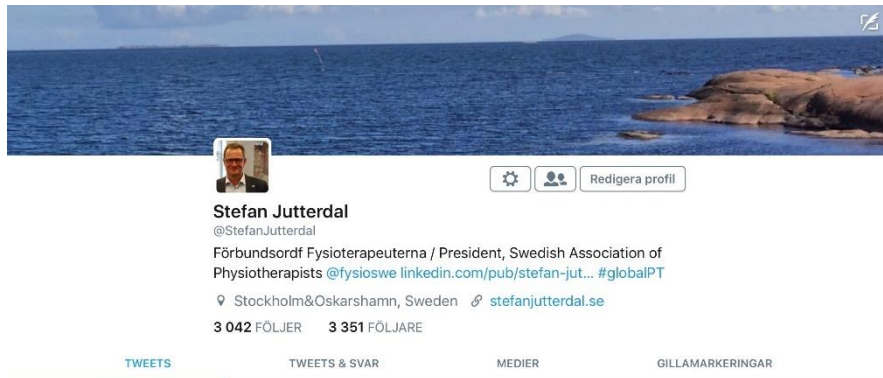 Redigera profil
Stefan Jutterdal
@StefanJutterdal
Förbundsordf Fysioterapeuterna / President, Swedish Association of
Physiotherapists @fysioswe linkedin.com/pub/stefan-jut... #globalPT
Stockholm&Oskarshamn, Sweden stefanjutterdal.se
3 042 FÖLJER 3 351 FÖLJARE
TWEETS TWEETS & SVAR MEDIER GILLAMARKERINGAR